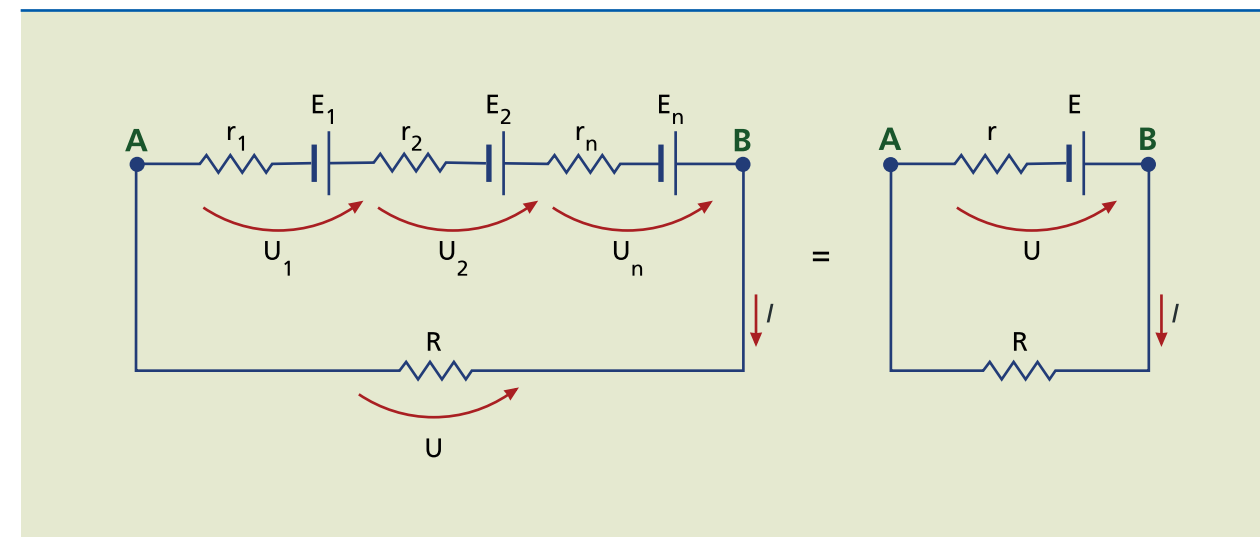 E1 E2 En E
r1 r2 rn r
A B A B
U1 U2 Un U
=
I I
R R
U